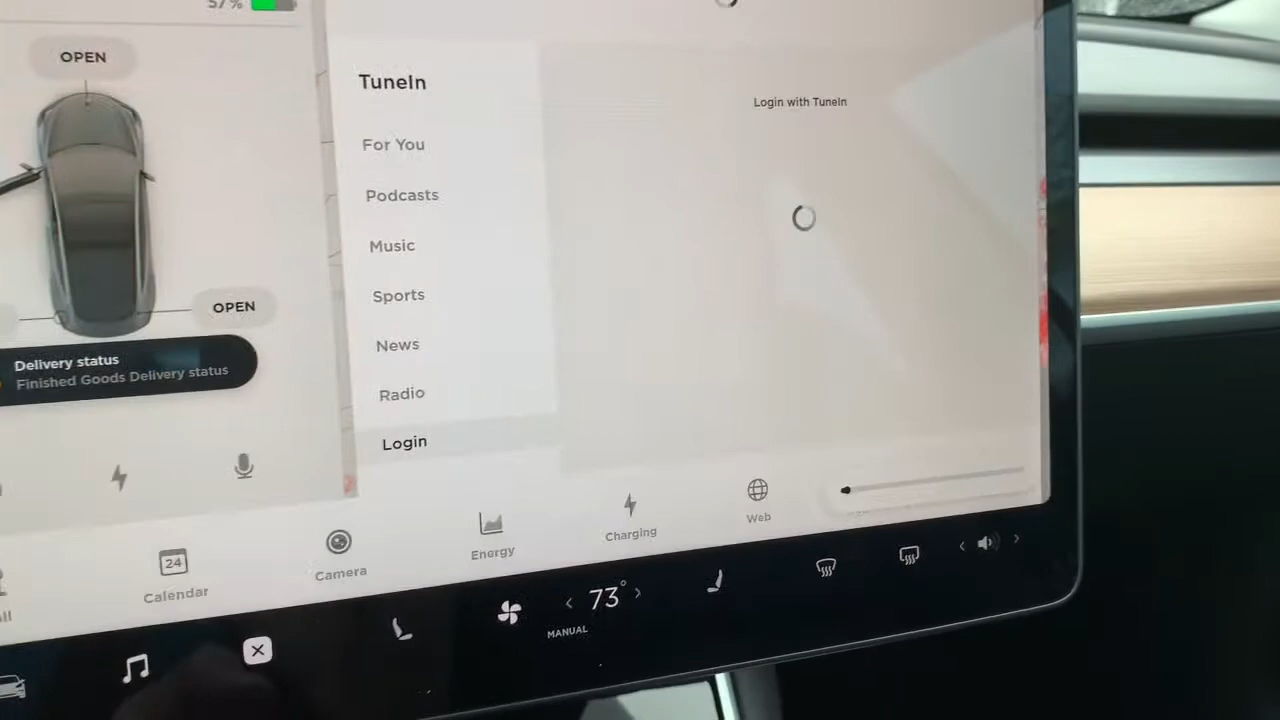 57%
OPEN
OPEN
Delivery status
Finished Goods Delivery status
TuneIn
For You
Podcasts
Music
Sports
News
Radio
Login
Login with TuneIn
24
Calendar
Camera
Energy
Charging
Web
73°
MANUAL